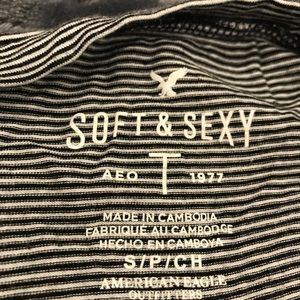 SOFT & SEXY
AEO T 1977
MADE IN CAMBODIA
FABRIQUÉ AU CAMBODGE
HECHO EN CAMBOYA
S/P/CH
AMERICAN EAGLE
OUTFITTERS